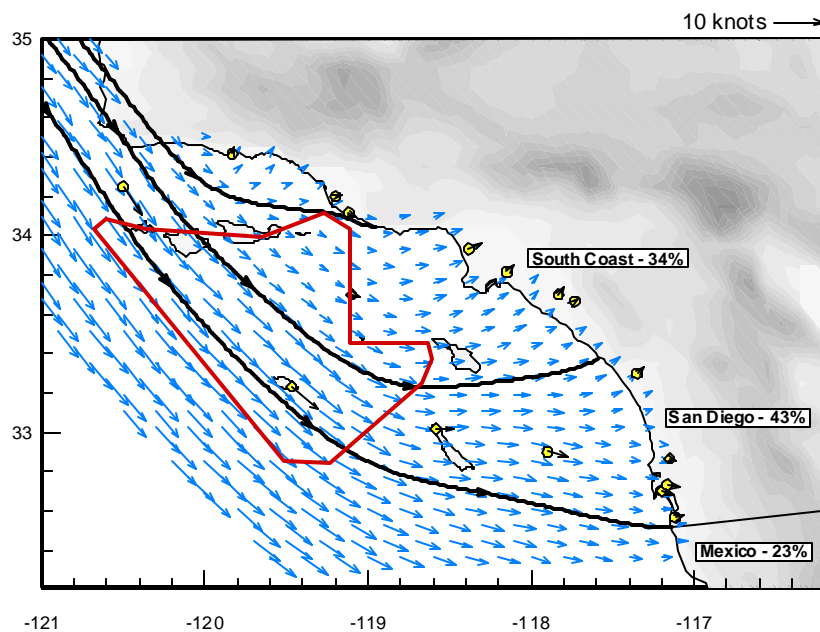 10 knots
35
34
South Coast - 34%
33
San Diego - 43%
Mexico - 23%
-121
-120
-119
-118
-117